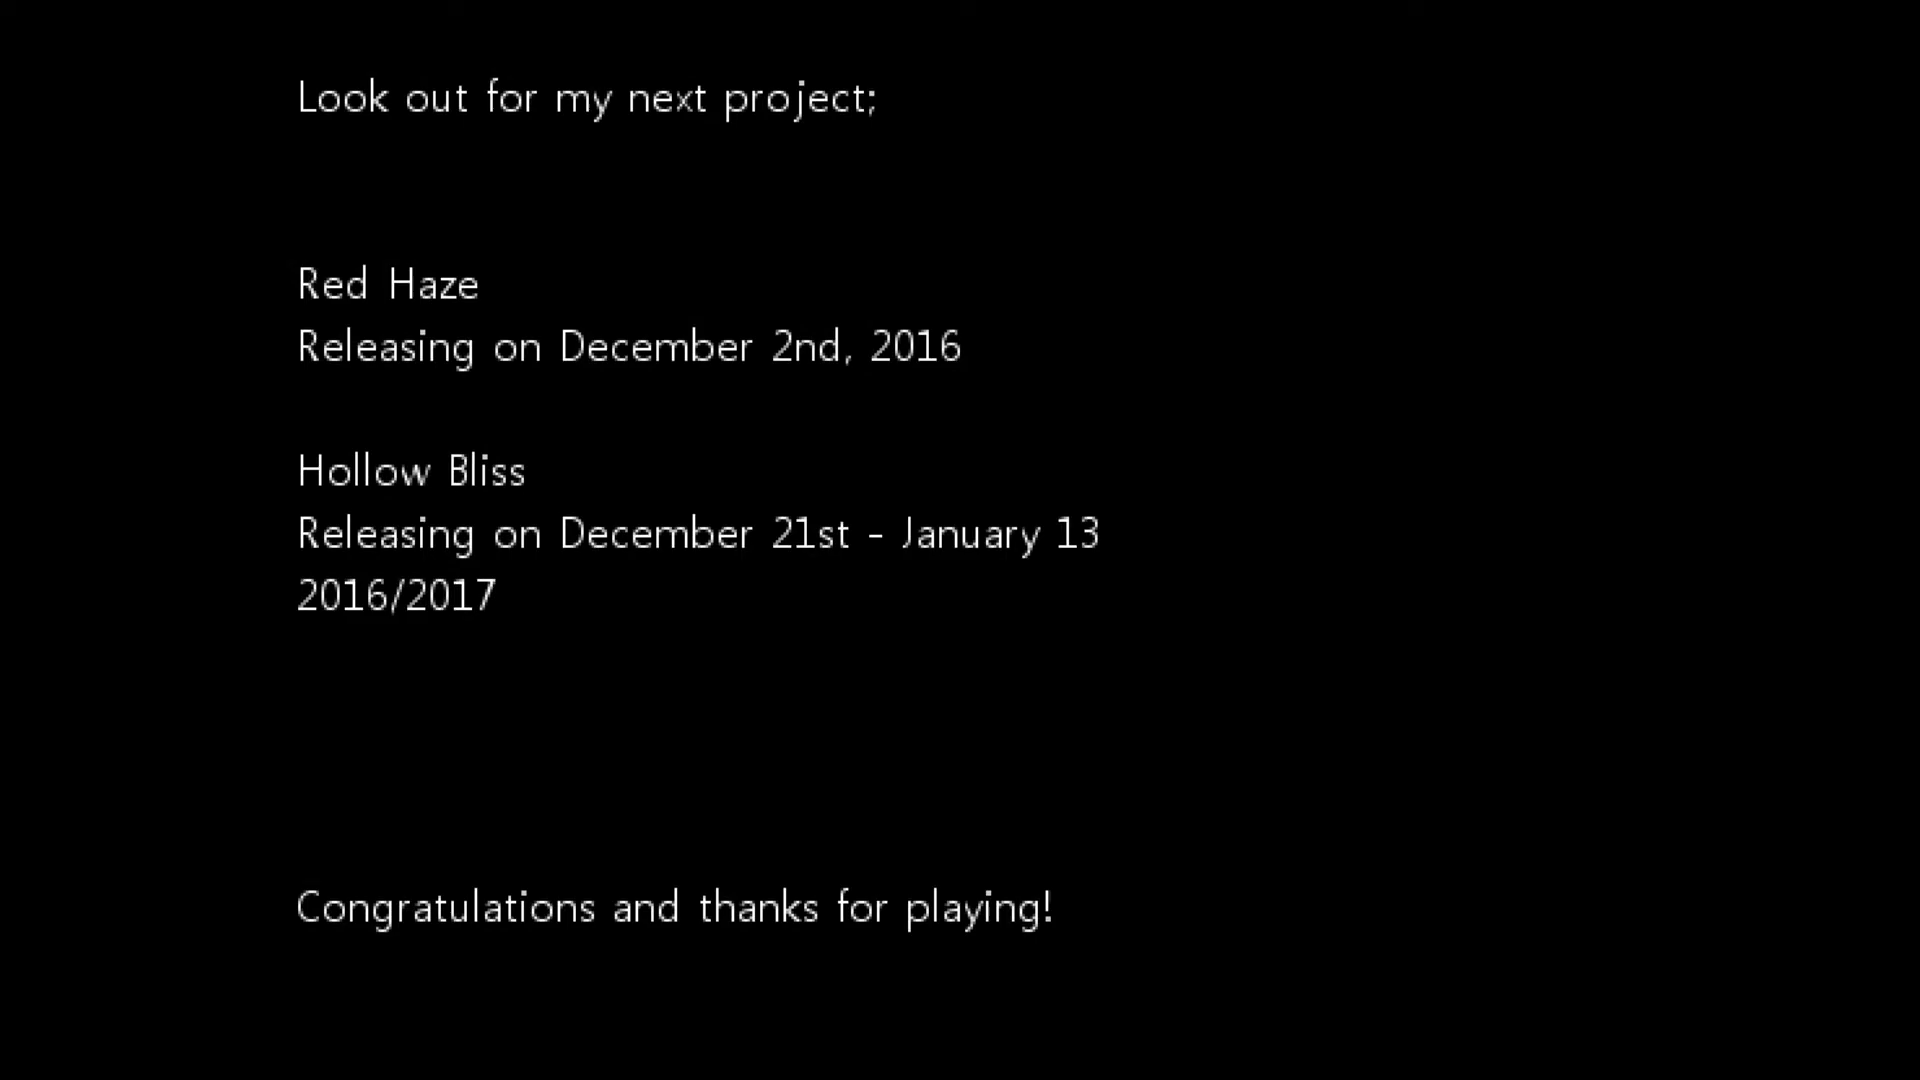 Look out for my next project;
Red Haze
Releasing on December 2nd, 2016
Hollow Bliss
Releasing on December 21st - January 13
2016/2017
Congratulations and thanks for playing!